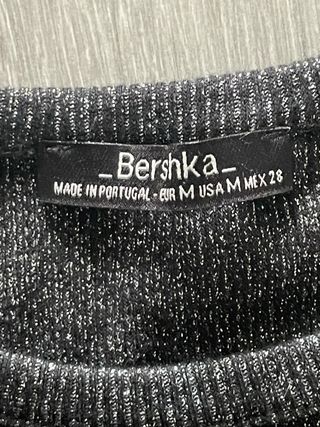 _Bershka_
MADE IN PORTUGAL - EUR M USA M MEX 28